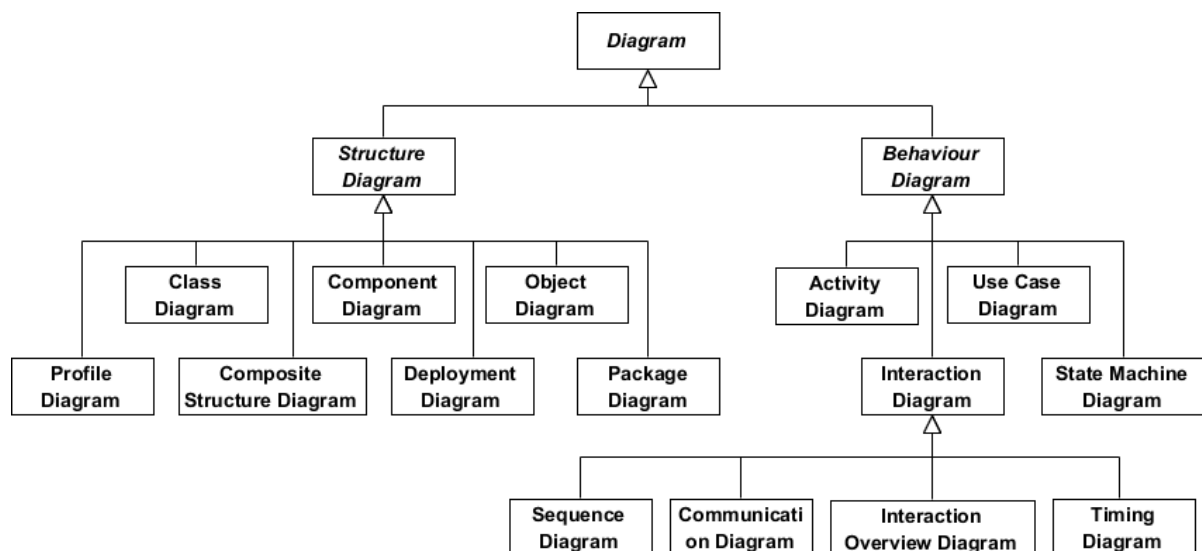 Diagram
Structure
Diagram
Behaviour
Diagram
Class
Diagram
Component
Diagram
Object
Diagram
Activity
Diagram
Use Case
Diagram
Profile
Diagram
Composite
Structure Diagram
Deployment
Diagram
Package
Diagram
Interaction
Diagram
State Machine
Diagram
Sequence
Diagram
Communicati
on Diagram
Interaction
Overview Diagram
Timing
Diagram